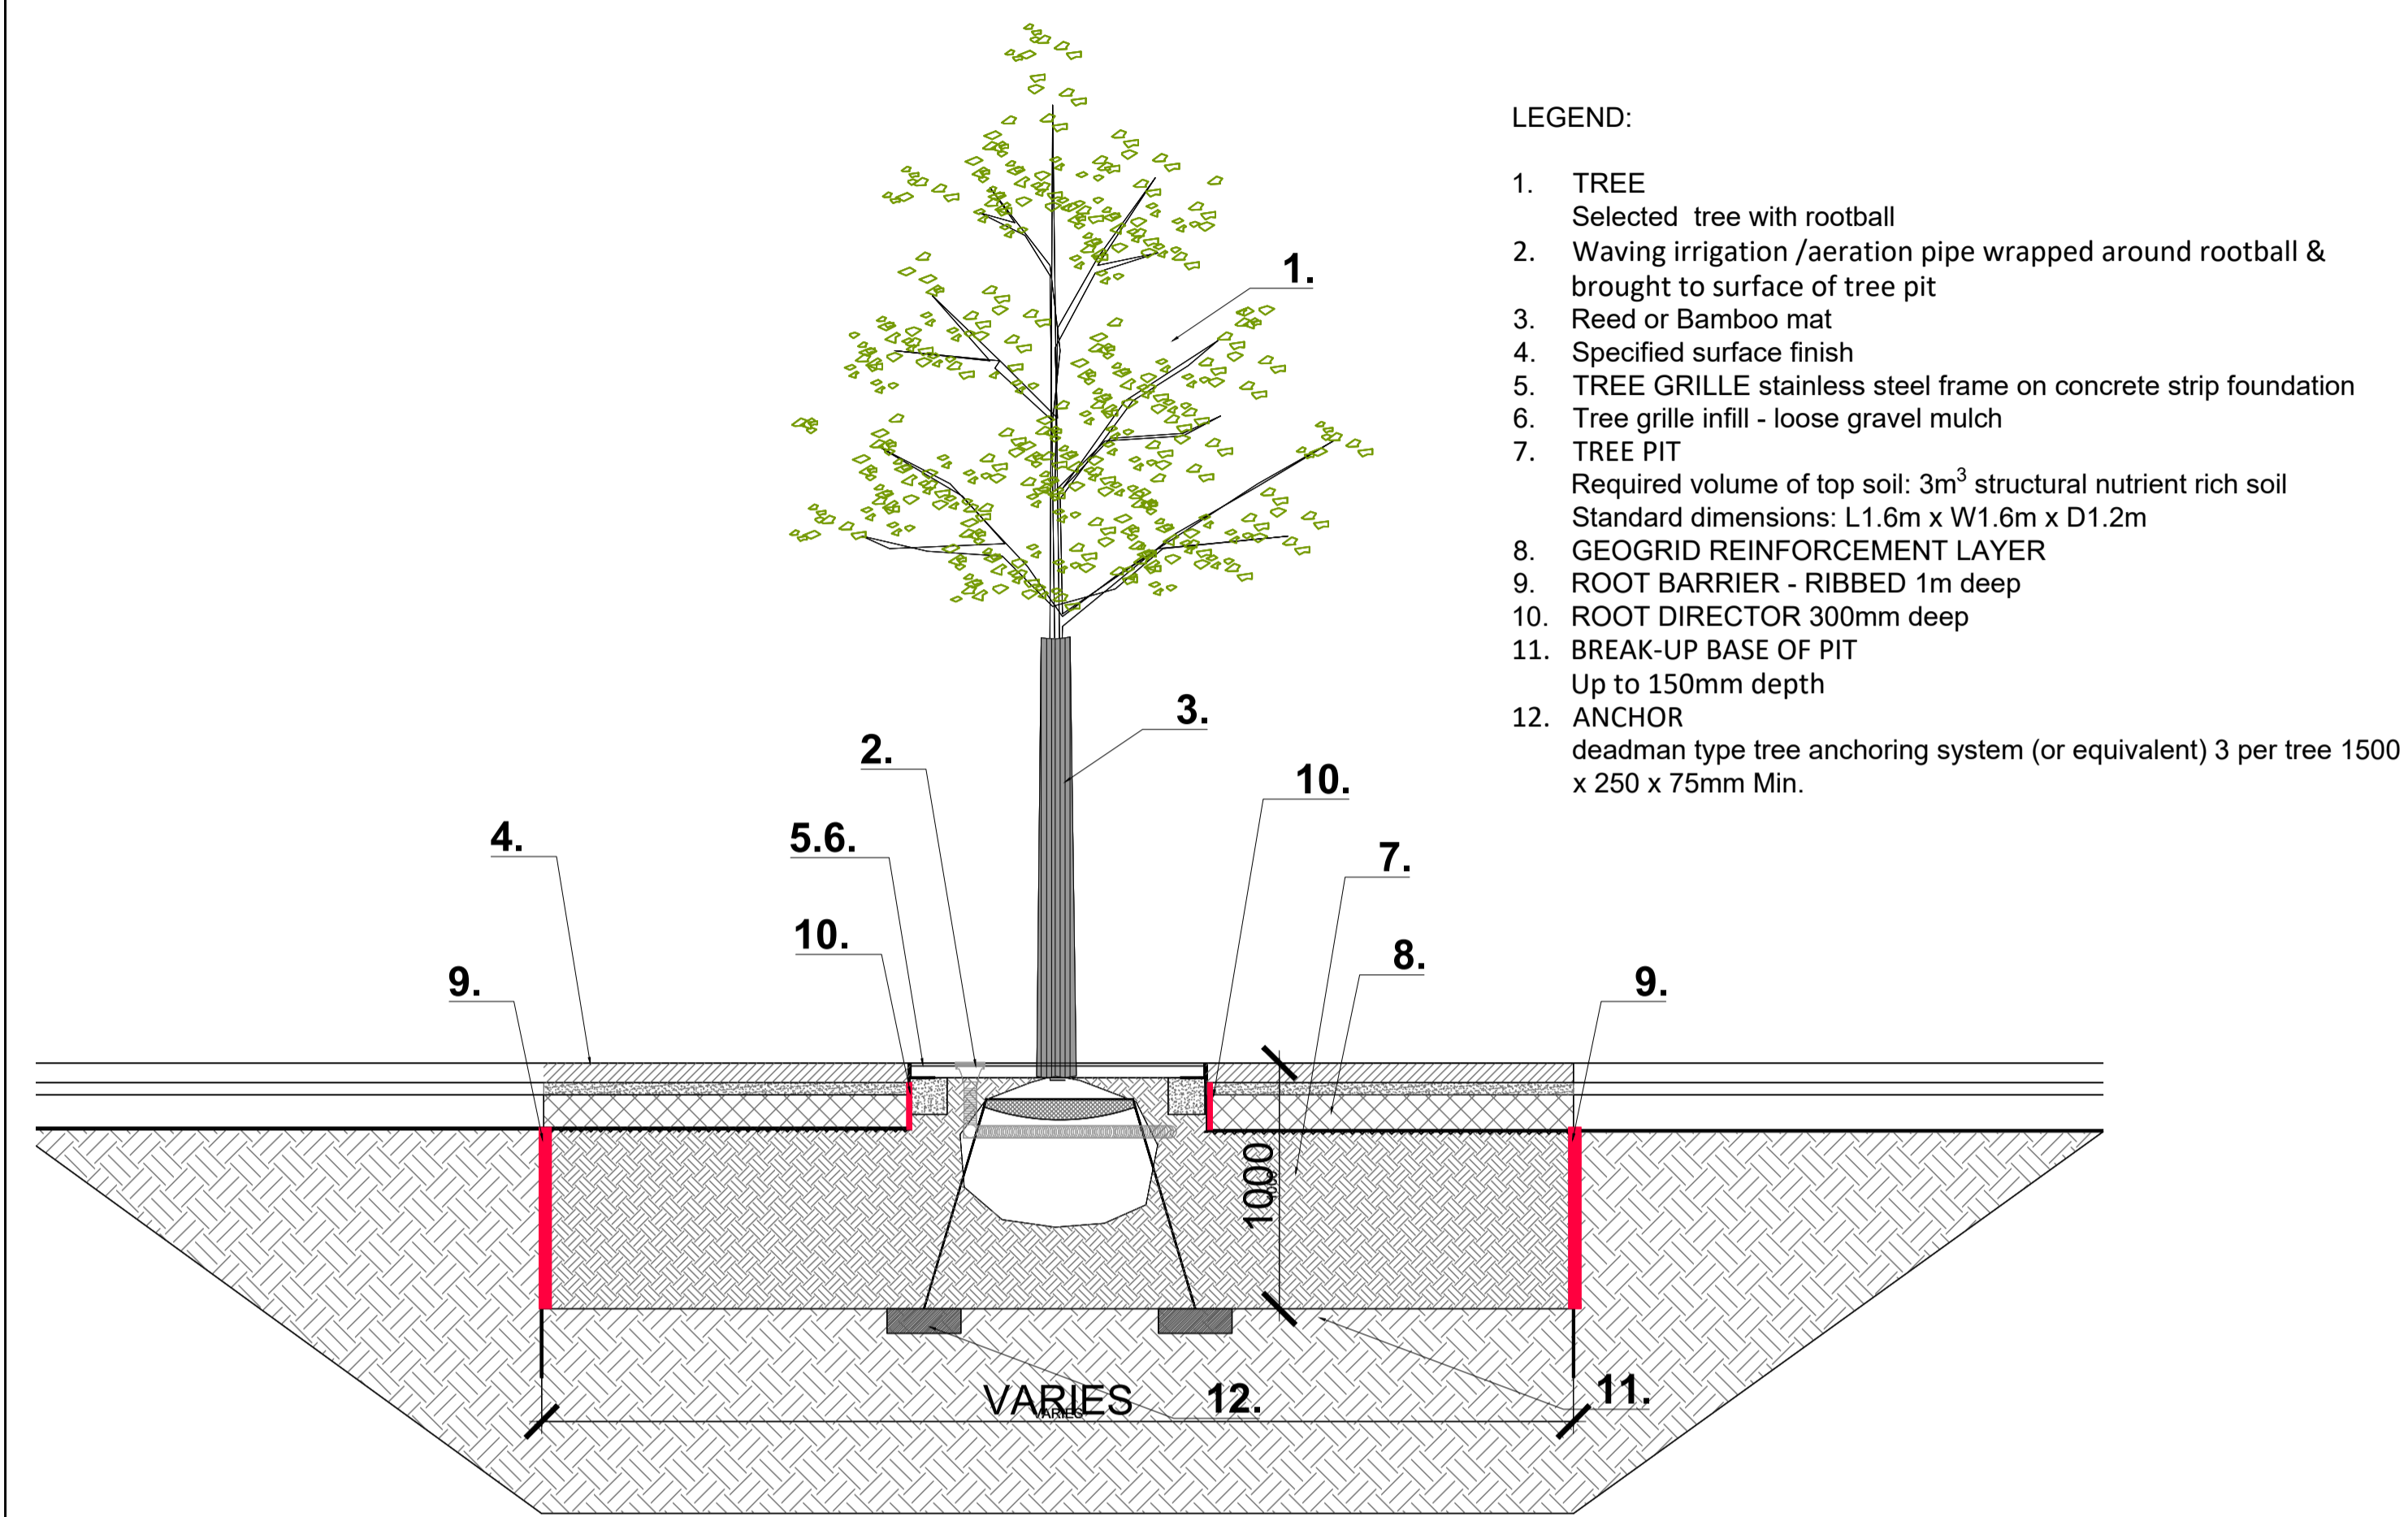 LEGEND:
1. TREE
Selected tree with rootball
2. Waving irrigation /aeration pipe wrapped around rootball &
brought to surface of tree pit
3. Reed or Bamboo mat
4. Specified surface finish
5. TREE GRILLE stainless steel frame on concrete strip foundation
6. Tree grille infill - loose gravel mulch
7. TREE PIT
Required volume of top soil: 3m³ structural nutrient rich soil
Standard dimensions: L1.6m x W1.6m x D1.2m
8. GEOGRID REINFORCEMENT LAYER
9. ROOT BARRIER - RIBBED 1m deep
10. ROOT DIRECTOR 300mm deep
11. BREAK-UP BASE OF PIT
Up to 150mm depth
12. ANCHOR
deadman type tree anchoring system (or equivalent) 3 per tree 1500
x 250 x 75mm Min.
1.
3.
2.
10.
4.
5.6.
7.
10.
8.
9.
9.
1000
VARIES
VARIES
12.
11.